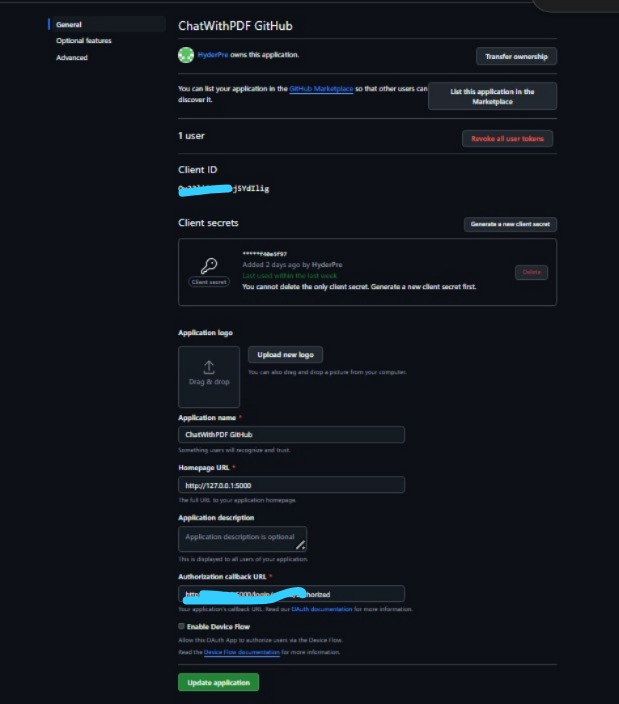 General
Optional features
Advanced
ChatWithPDF GitHub
HyderPre owns this application.
Transfer ownership
You can list your application in the GitHub Marketplace so that other users can
discover it.
List this application in the
Marketplace
1 user
Revoke all user tokens
Client ID
j5YdIlig
Client secrets
Generate a new client secret
Client secret
Added 2 days ago by HyderPre
Last used within the last week
You cannot delete the only client secret. Generate a new client secret first.
Delete
Application logo
Drag & drop
Upload new logo
You can also drag and drop a picture from your computer.
Application name *
ChatWithPDF GitHub
Something users will recognize and trust.
Homepage URL *
http://127.0.0.1:5000
The full URL to your application homepage.
Application description
Application description is optional
This is displayed to all users of your application.
Authorization callback URL *
5000/login/ horized
Your application's callback URL. Read our OAuth documentation for more information.
Enable Device Flow
Allow this OAuth App to authorize users via the Device Flow.
Read the Device Flow documentation for more information.
Update application